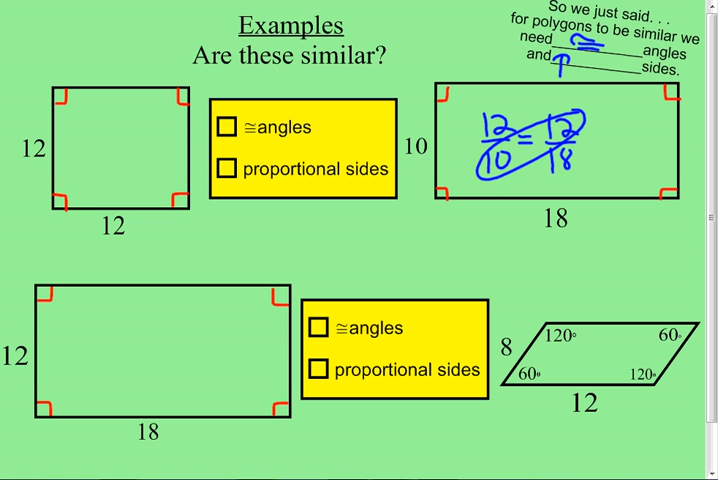 So we just said. . .
for polygons to be similar we
need ≅ angles
and ↑ sides.
Examples
Are these similar?
12
12
≅angles
proportional sides
10
12/10 = 12/18
18
12
18
≅angles
proportional sides
8
120°
60°
60°
120°
12